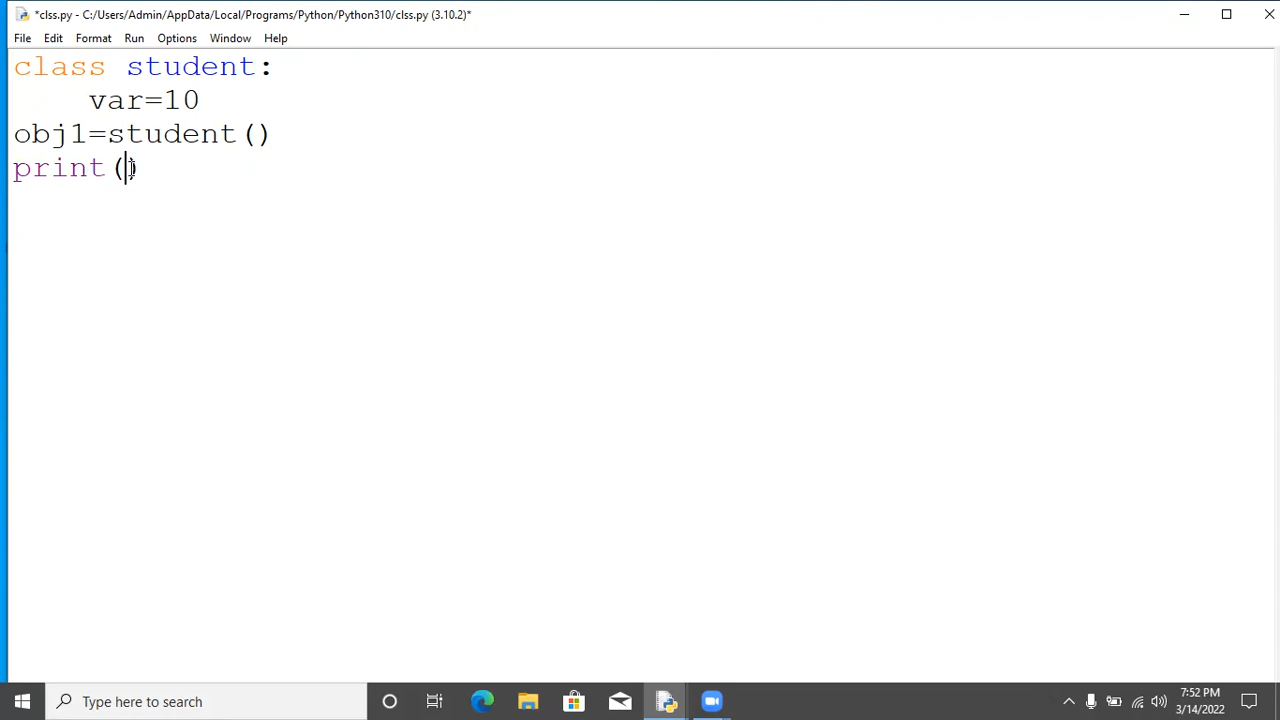 *clss.py - C:/Users/Admin/AppData/Local/Programs/Python/Python310/clss.py (3.10.2)*
File Edit Format Run Options Window Help
class student:
    var=10
obj1=student()
print()
Type here to search
7:52 PM
3/14/2022